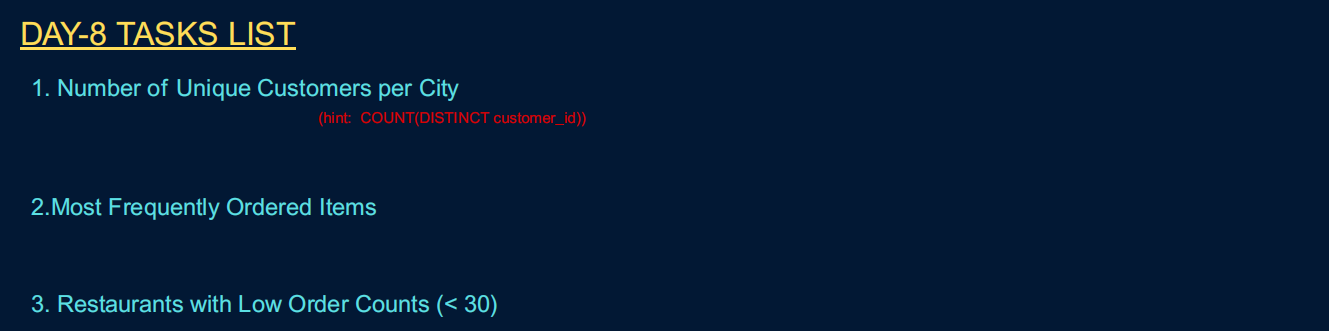 DAY-8 TASKS LIST
1. Number of Unique Customers per City
(hint:  COUNT(DISTINCT customer_id))
2.Most Frequently Ordered Items
3. Restaurants with Low Order Counts (< 30)